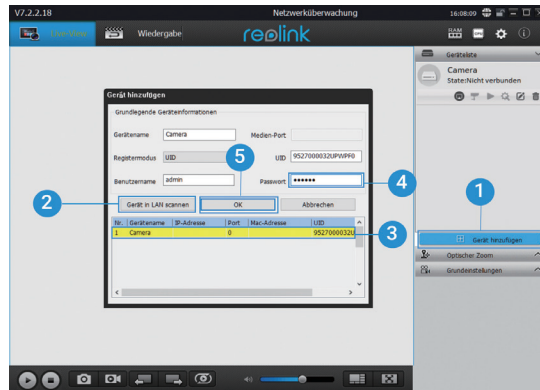 V7.2.2.18 Netzwerküberwachung 16:08:09
Live View Wiedergabe reolink RAM
Geräteliste
Camera
State:Nicht verbunden
Gerät hinzufügen
Grundlegende Geräteinformationen
Gerätename Camera Medien-Port
Registermodus UID UID 9527000032UPWPF0
Benutzername admin Passwort ••••••
Gerät in LAN scannen OK Abbrechen
Nr. Gerätename IP-Adresse Port Mac-Adresse UID
1 Camera 0 9527000032U
1
2
3
4
5
Gerät hinzufügen
Optischer Zoom
Grundeinstellungen